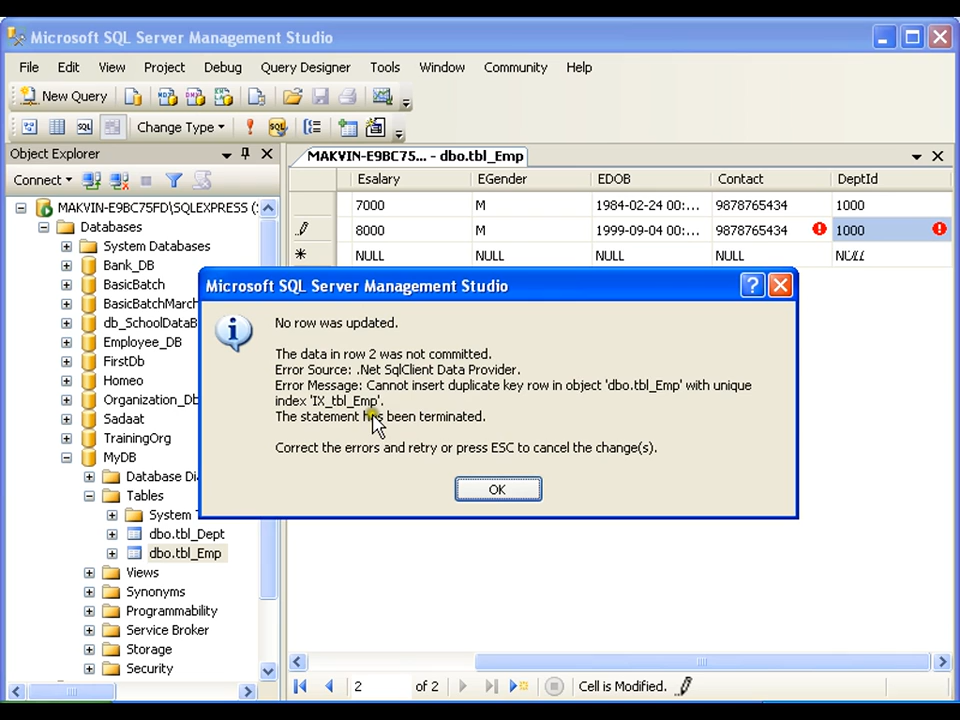 Microsoft SQL Server Management Studio
File Edit View Project Debug Query Designer Tools Window Community Help
New Query
Change Type
Object Explorer
MAKVIN-E9BC75... - dbo.tbl_Emp
Connect
Esalary EGender EDOB Contact DeptId
7000 M 1984-02-24 00:... 9878765434 1000
8000 M 1999-09-04 00:... 9878765434 1000
NULL NULL NULL NULL NULL
MAKVIN-E9BC75FD\SQLEXPRESS (
Databases
System Databases
Bank_DB
BasicBatch
BasicBatchMarch
db_SchoolDataB
Employee_DB
FirstDb
Homeo
Organization_Db
Sadaat
TrainingOrg
MyDB
Database Di
Tables
System
dbo.tbl_Dept
dbo.tbl_Emp
Views
Synonyms
Programmability
Service Broker
Storage
Security
Microsoft SQL Server Management Studio
No row was updated.
The data in row 2 was not committed.
Error Source: .Net SqlClient Data Provider.
Error Message: Cannot insert duplicate key row in object 'dbo.tbl_Emp' with unique
index 'IX_tbl_Emp'.
The statement has been terminated.
Correct the errors and retry or press ESC to cancel the change(s).
OK
2 of 2 Cell is Modified.